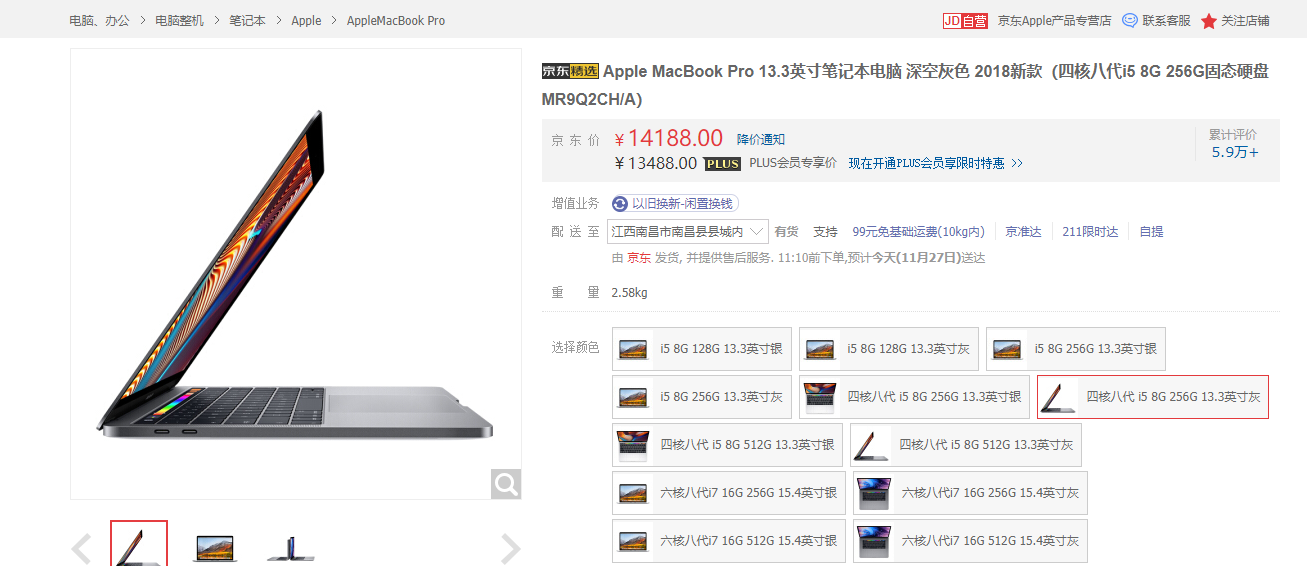 电脑、办公 > 电脑整机 > 笔记本 > Apple > AppleMacBook Pro
JD自营 京东Apple产品专营店 联系客服 关注店铺
京东精选 Apple MacBook Pro 13.3英寸笔记本电脑 深空灰色 2018新款（四核八代i5 8G 256G固态硬盘
MR9Q2CH/A）
京东价 ￥14188.00 降价通知 累计评价
￥13488.00 PLUS PLUS会员专享价 现在开通PLUS会员享限时特惠 >> 5.9万+
增值业务 以旧换新-闲置换钱
配送至 江西南昌市南昌县县城内 有货 支持 99元免基础运费(10kg内) 京准达 211限时达 自提
由 京东 发货, 并提供售后服务. 11:10前下单,预计今天(11月27日)送达
重量 2.58kg
选择颜色 i5 8G 128G 13.3英寸银 i5 8G 128G 13.3英寸灰 i5 8G 256G 13.3英寸银
i5 8G 256G 13.3英寸灰 四核八代 i5 8G 256G 13.3英寸银 四核八代 i5 8G 256G 13.3英寸灰
四核八代 i5 8G 512G 13.3英寸银 四核八代 i5 8G 512G 13.3英寸灰
六核八代i7 16G 256G 15.4英寸银 六核八代i7 16G 256G 15.4英寸灰
六核八代i7 16G 512G 15.4英寸银 六核八代i7 16G 512G 15.4英寸灰